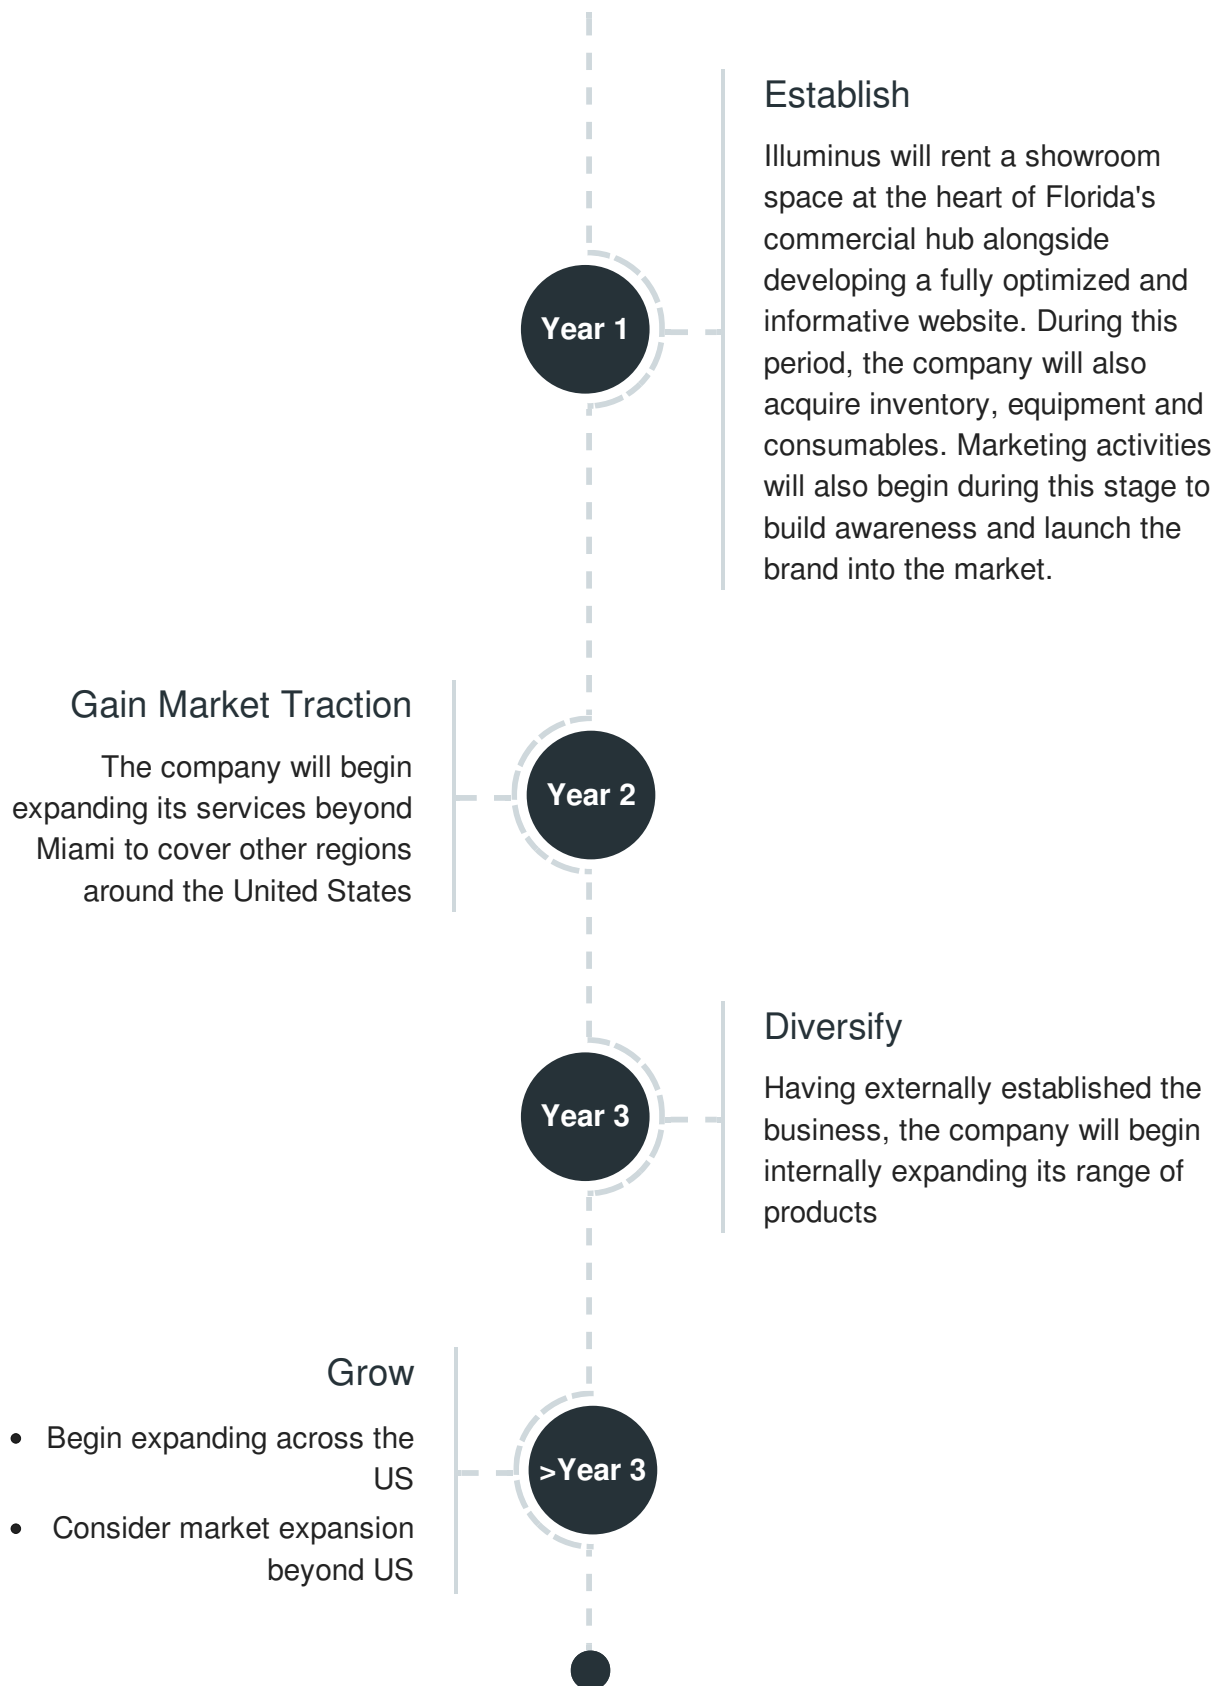 Establish
Illuminus will rent a showroom
space at the heart of Florida's
commercial hub alongside
developing a fully optimized and
informative website. During this
period, the company will also
acquire inventory, equipment and
consumables. Marketing activities
will also begin during this stage to
build awareness and launch the
brand into the market.
Year 1
Gain Market Traction
The company will begin
expanding its services beyond
Miami to cover other regions
around the United States
Year 2
Diversify
Having externally established the
business, the company will begin
internally expanding its range of
products
Year 3
Grow
• Begin expanding across the
US
• Consider market expansion
beyond US
>Year 3